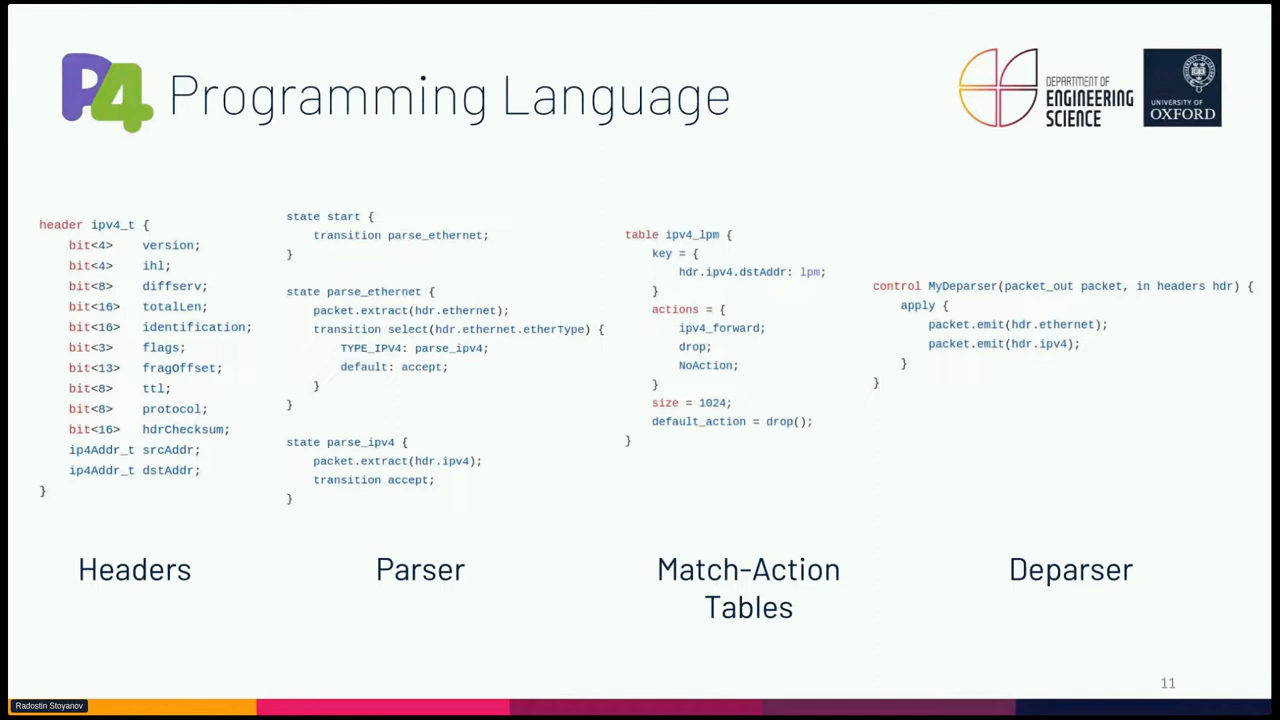 P4 Programming Language
DEPARTMENT OF
ENGINEERING
SCIENCE
UNIVERSITY OF
OXFORD
header ipv4_t {
    bit<4>    version;
    bit<4>    ihl;
    bit<8>    diffserv;
    bit<16>   totalLen;
    bit<16>   identification;
    bit<3>    flags;
    bit<13>   fragOffset;
    bit<8>    ttl;
    bit<8>    protocol;
    bit<16>   hdrChecksum;
    ip4Addr_t srcAddr;
    ip4Addr_t dstAddr;
}
Headers
state start {
    transition parse_ethernet;
}
state parse_ethernet {
    packet.extract(hdr.ethernet);
    transition select(hdr.ethernet.etherType) {
        TYPE_IPV4: parse_ipv4;
        default: accept;
    }
}
state parse_ipv4 {
    packet.extract(hdr.ipv4);
    transition accept;
}
Parser
table ipv4_lpm {
    key = {
        hdr.ipv4.dstAddr: lpm;
    }
    actions = {
        ipv4_forward;
        drop;
        NoAction;
    }
    size = 1024;
    default_action = drop();
}
Match-Action
Tables
control MyDeparser(packet_out packet, in headers hdr) {
    apply {
        packet.emit(hdr.ethernet);
        packet.emit(hdr.ipv4);
    }
}
Deparser
11
Radostin Stoyanov